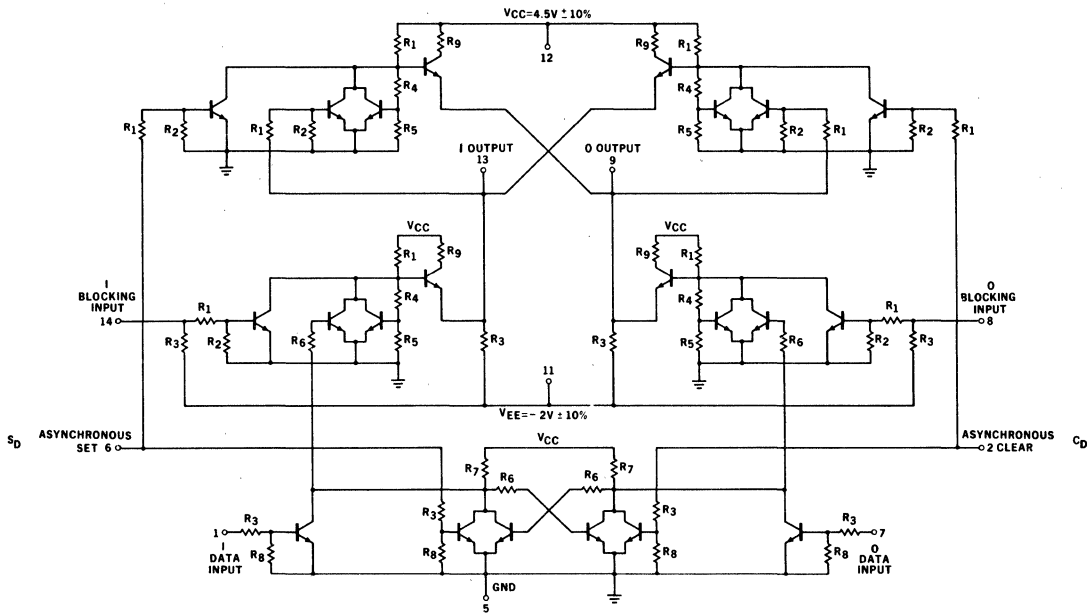 VCC=4.5V ± 10%
R1 R9 12 R9 R1
R4 R4
R1 R2 R1 R2 R5 R5 R2 R1 R2 R1
1 OUTPUT 13
0 OUTPUT 9
VCC VCC
R1 R9 R9 R1
1 BLOCKING INPUT 14
0 BLOCKING INPUT 8
R1 R4 R4 R1
R3 R2 R6 R5 R3 R3 R5 R6 R2 R3
11
VEE=-2V ± 10%
SD ASYNCHRONOUS SET 6
ASYNCHRONOUS 2 CLEAR CD
VCC
R7 R7
R6 R6
R3 R3 R3 R3
1 7
R8 R8 R8 R8
1 DATA INPUT
0 DATA INPUT
GND
5